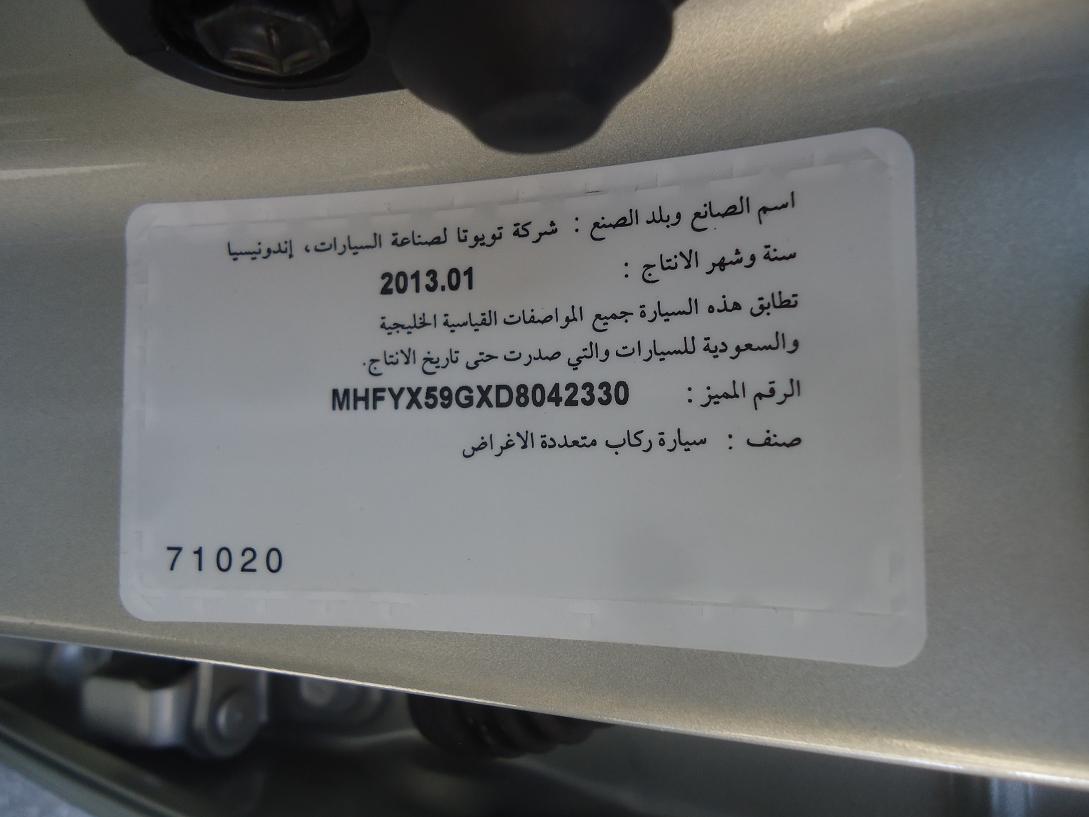 اسم الصانع وبلد الصنع : شركة تويوتا لصناعة السيارات، إندونيسيا
سنة وشهر الانتاج : 2013.01
تطابق هذه السيارة جميع المواصفات القياسية الخليجية
والسعودية للسيارات والتي صدرت حتى تاريخ الانتاج.
الرقم المميز : MHFYX59GXD8042330
صنف : سيارة ركاب متعددة الاغراض
71020